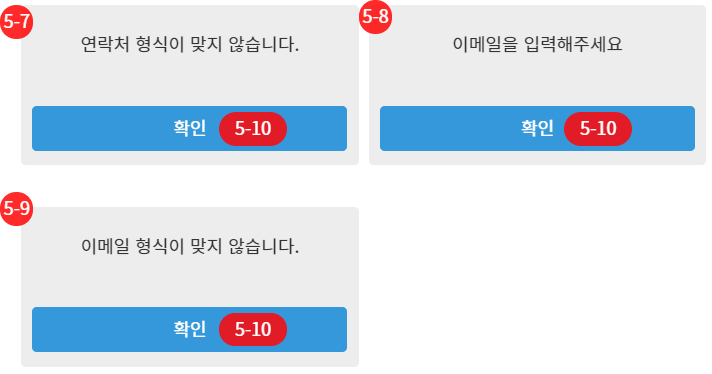 5-7
연락처 형식이 맞지 않습니다.
확인 5-10
5-8
이메일을 입력해주세요
확인 5-10
5-9
이메일 형식이 맞지 않습니다.
확인 5-10